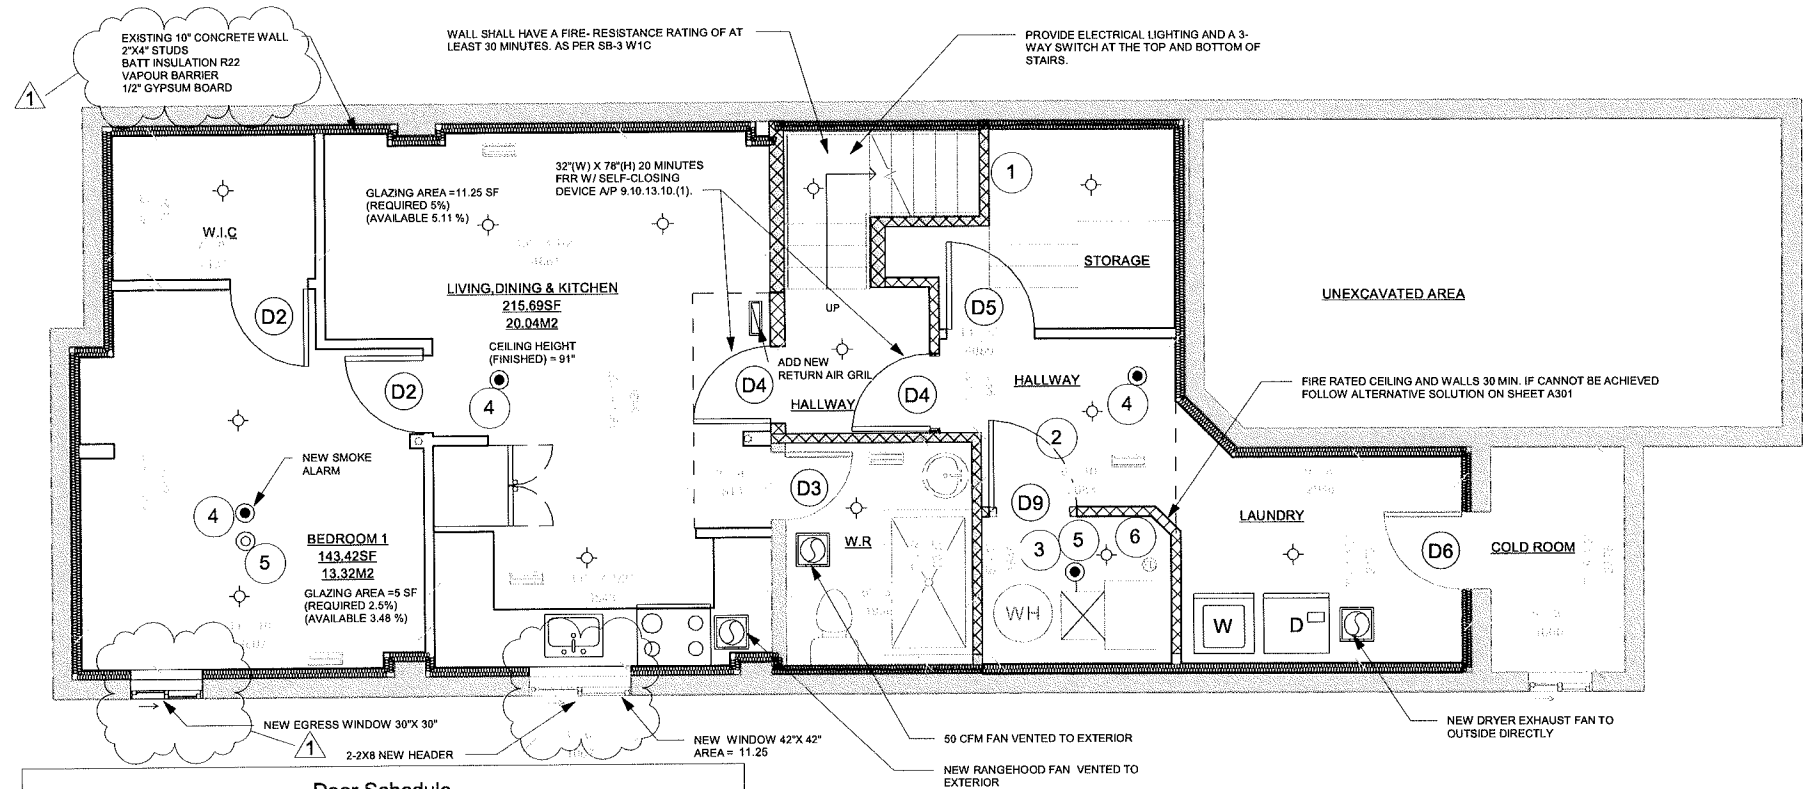 EXISTING 10" CONCRETE WALL
2"X4" STUDS
BATT INSULATION R22
VAPOUR BARRIER
1/2" GYPSUM BOARD
1
WALL SHALL HAVE A FIRE- RESISTANCE RATING OF AT
LEAST 30 MINUTES. AS PER SB-3 W1C
PROVIDE ELECTRICAL LIGHTING AND A 3-
WAY SWITCH AT THE TOP AND BOTTOM OF
STAIRS.
32"(W) X 78"(H) 20 MINUTES
FRR W/ SELF-CLOSING
DEVICE A/P 9.10.13.10.(1).
GLAZING AREA =11.25 SF
(REQUIRED 5%)
(AVAILABLE 5.11 %)
1
W.I.C
STORAGE
LIVING,DINING & KITCHEN
215.69SF
20.04M2
CEILING HEIGHT
(FINISHED) = 91"
UNEXCAVATED AREA
UP
D2
D5
D2
D4
ADD NEW
RETURN AIR GRIL
HALLWAY
D4
HALLWAY
4
4
FIRE RATED CEILING AND WALLS 30 MIN. IF CANNOT BE ACHIEVED
FOLLOW ALTERNATIVE SOLUTION ON SHEET A301
2
NEW SMOKE
ALARM
D3
D9
4
5
BEDROOM 1
143.42SF
13.32M2
GLAZING AREA =5 SF
(REQUIRED 2.5%)
(AVAILABLE 3.48 %)
W.R
3
5
6
LAUNDRY
D6
COLD ROOM
WH
W
D
NEW EGRESS WINDOW 30"X 30"
1
2-2X8 NEW HEADER
NEW WINDOW 42"X 42"
AREA = 11.25
50 CFM FAN VENTED TO EXTERIOR
NEW RANGEHOOD FAN VENTED TO
EXTERIOR
NEW DRYER EXHAUST FAN TO
OUTSIDE DIRECTLY
Door Schedule